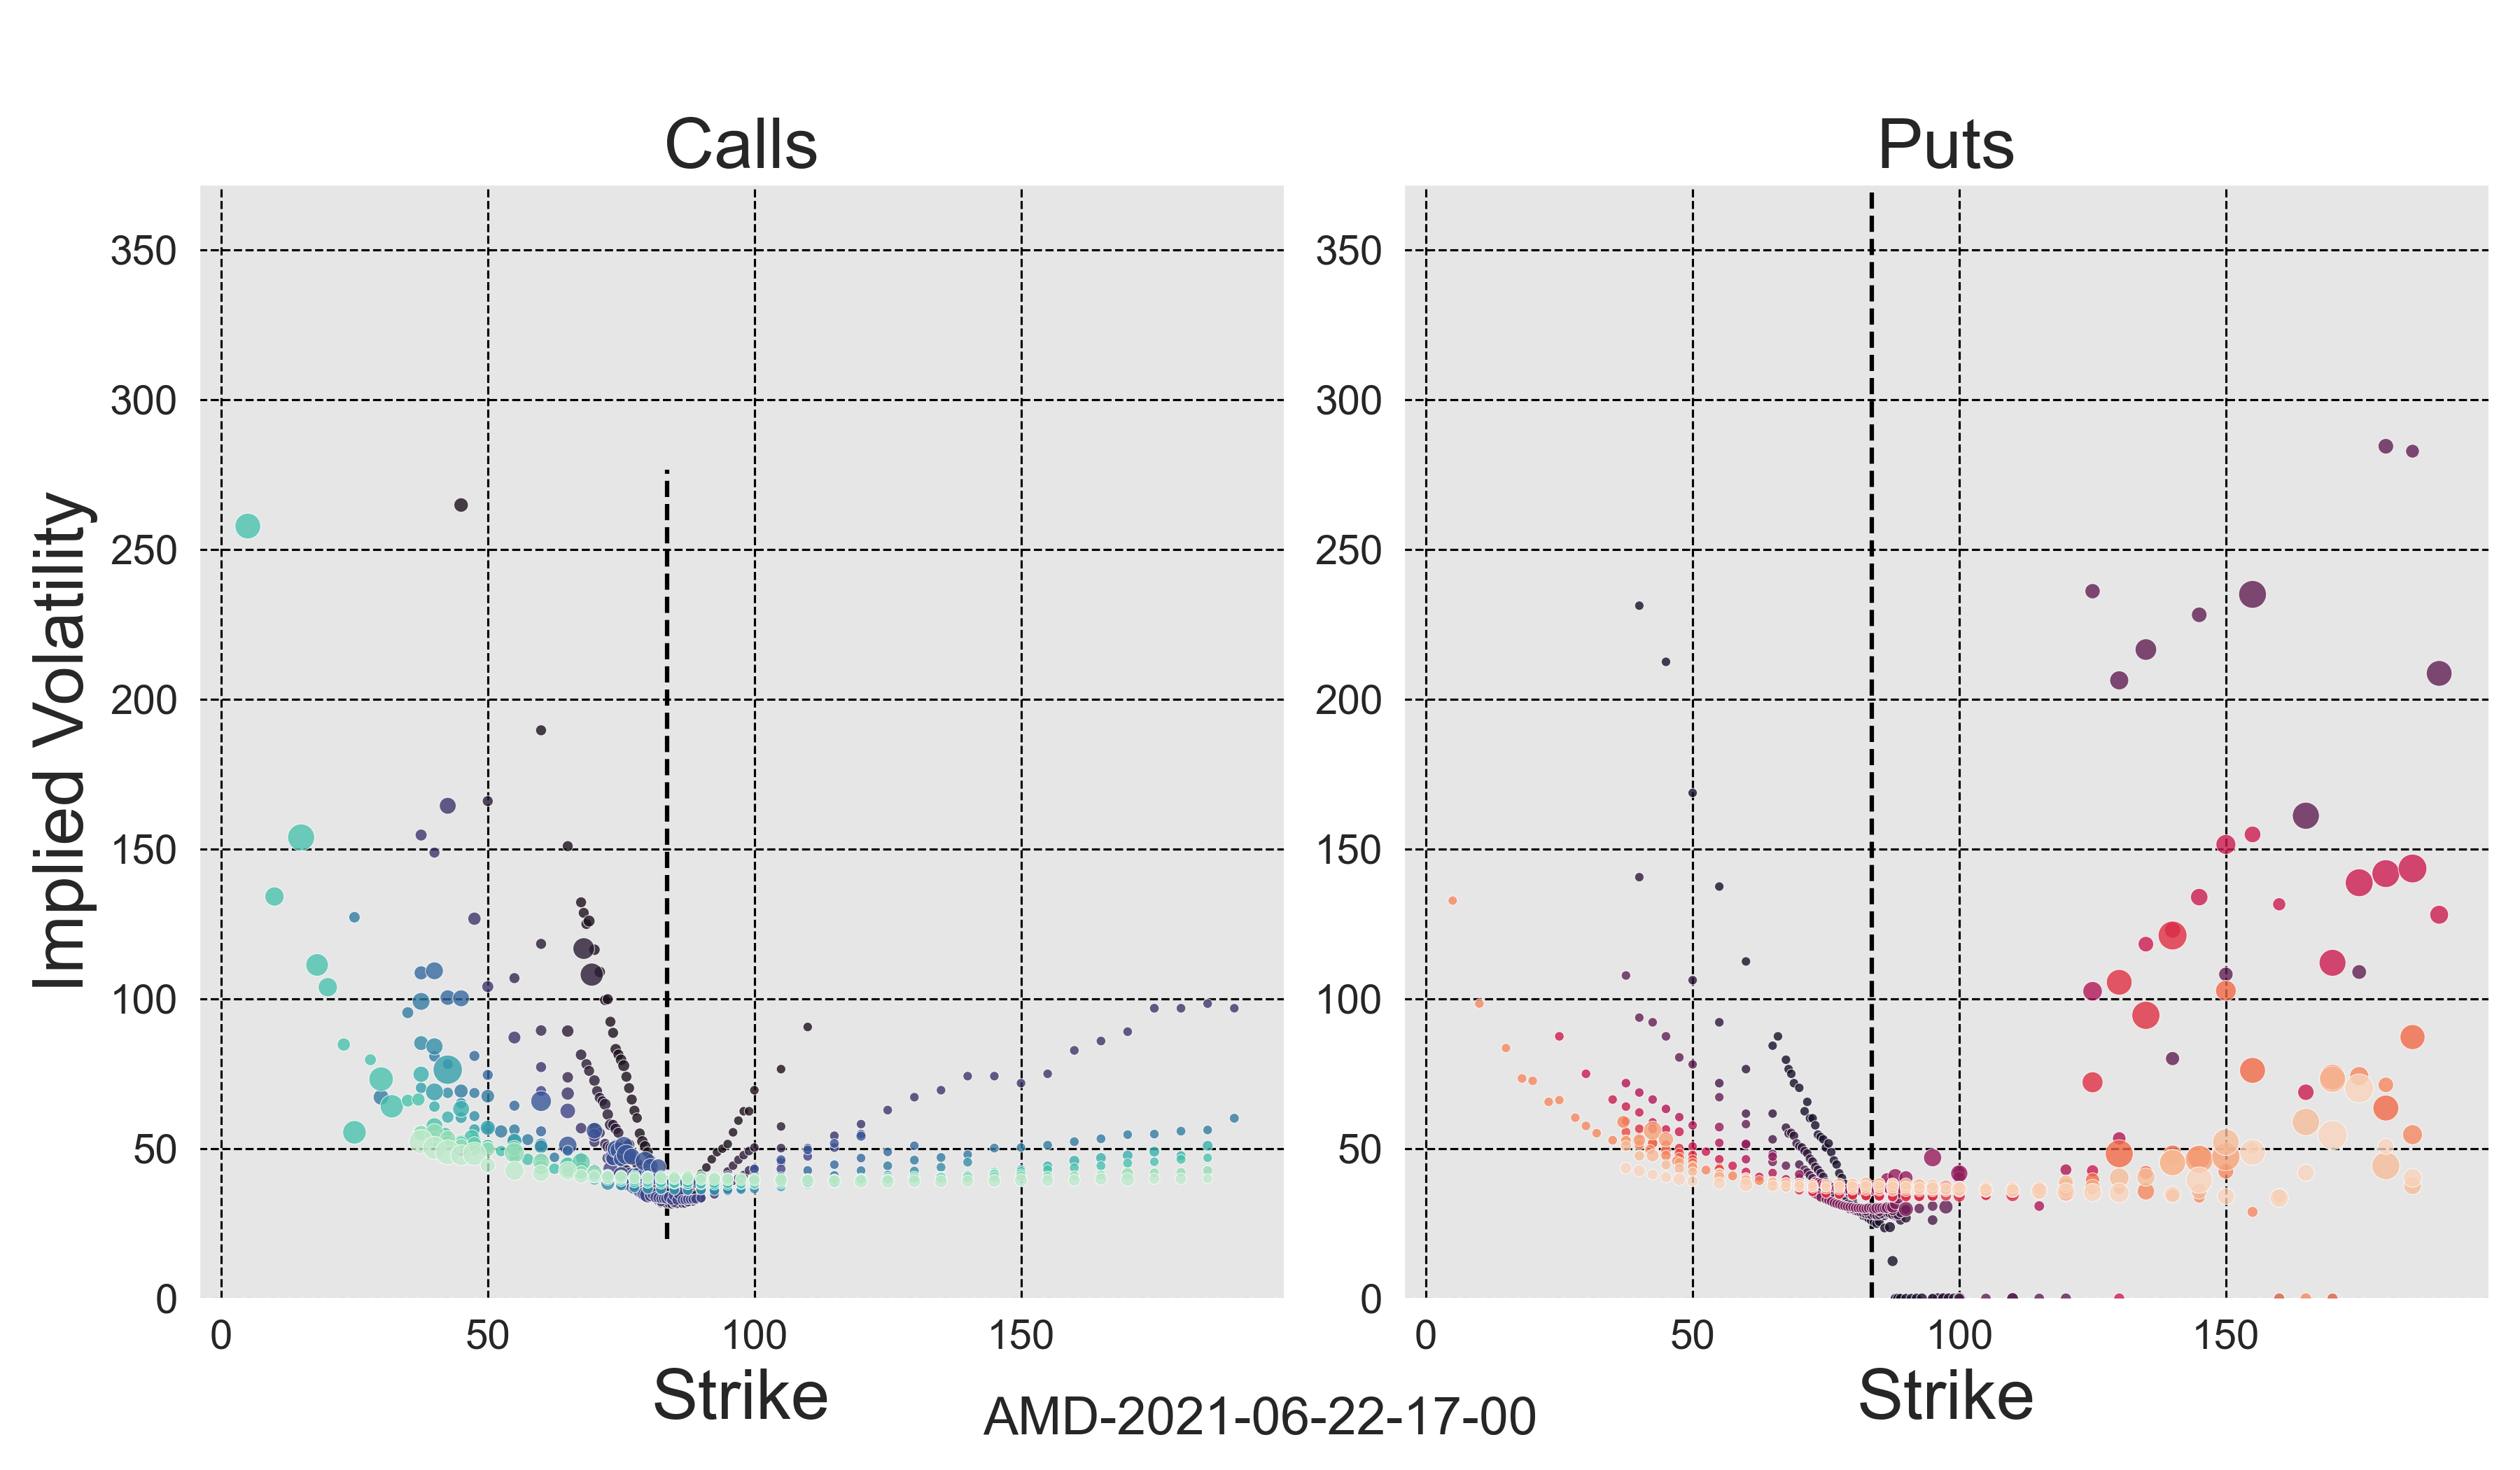 Calls Puts
350 350
300 300
250 250
200 200
150 150
100 100
50 50
0 0
Implied Volatility
0 50 100 150 0 50 100 150
Strike Strike
AMD-2021-06-22-17-00